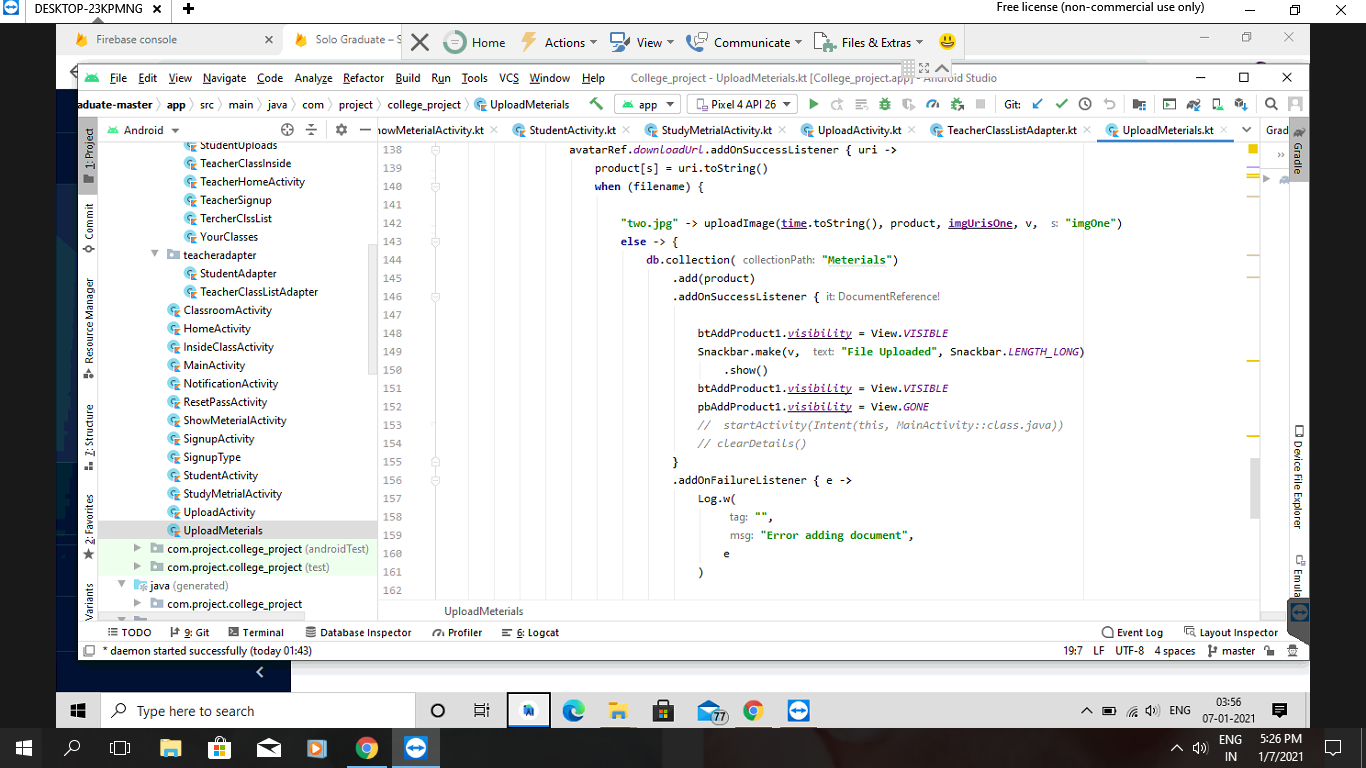 DESKTOP-23KPMNG
Free license (non-commercial use only)
Firebase console
Solo Graduate – S
Home
Actions
View
Communicate
Files & Extras
File Edit View Navigate Code Analyze Refactor Build Run Tools VCS Window Help
College_project - UploadMeterials.kt [College_project.app] - Android Studio
aduate-master app src main java com project college_project UploadMeterials
app
Pixel 4 API 26
Git:
Android
howMeterialActivity.kt
StudentActivity.kt
StudyMetrialActivity.kt
UploadActivity.kt
TeacherClassListAdapter.kt
UploadMeterials.kt
Grad
1: Project
Commit
Resource Manager
7: Structure
2: Favorites
Variants
StudentUploads
TeacherClassInside
TeacherHomeActivity
TeacherSignup
TercherClssList
YourClasses
teacheradapter
StudentAdapter
TeacherClassListAdapter
ClassroomActivity
HomeActivity
InsideClassActivity
MainActivity
NotificationActivity
ResetPassActivity
ShowMeterialActivity
SignupActivity
SignupType
StudentActivity
StudyMetrialActivity
UploadActivity
UploadMeterials
com.project.college_project (androidTest)
com.project.college_project (test)
java (generated)
com.project.college_project
138 avatarRef.downloadUrl.addOnSuccessListener { uri ->
139 product[s] = uri.toString()
140 when (filename) {
141
142 "two.jpg" -> uploadImage(time.toString(), product, imgUrisOne, v, s: "imgOne")
143 else -> {
144 db.collection( collectionPath: "Meterials")
145 .add(product)
146 .addOnSuccessListener { it: DocumentReference!
147
148 btAddProduct1.visibility = View.VISIBLE
149 Snackbar.make(v, text: "File Uploaded", Snackbar.LENGTH_LONG)
150 .show()
151 btAddProduct1.visibility = View.VISIBLE
152 pbAddProduct1.visibility = View.GONE
153 // startActivity(Intent(this, MainActivity::class.java))
154 // clearDetails()
155 }
156 .addOnFailureListener { e ->
157 Log.w(
158 tag: "",
159 msg: "Error adding document",
160 e
161 )
162
UploadMeterials
Gradle
Device File Explorer
Emula
TODO
9: Git
Terminal
Database Inspector
Profiler
6: Logcat
Event Log
Layout Inspector
* daemon started successfully (today 01:43)
19:7 LF UTF-8 4 spaces master
Type here to search
77
ENG
03:56
07-01-2021
ENG
IN
5:26 PM
1/7/2021